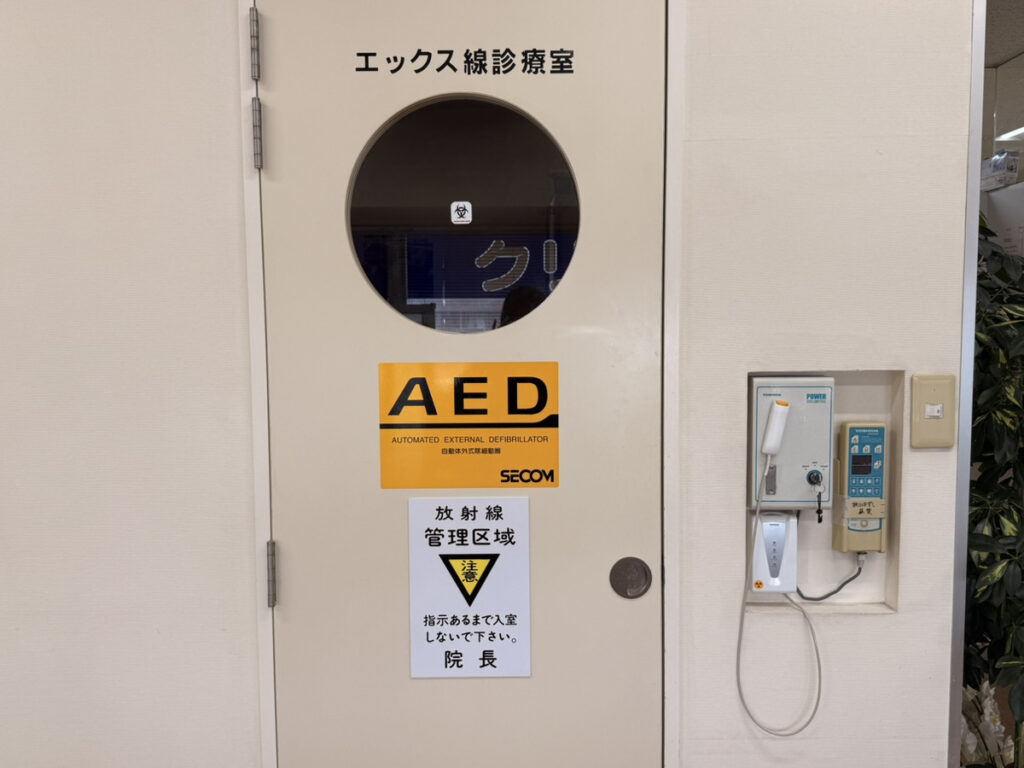 エックス線診療室
クリ
AED
AUTOMATED EXTERNAL DEFIBRILLATOR
自動体外式除細動器
SECOM
放射線
管理区域
注意
指示あるまで入室
しないで下さい。
院長
POWER